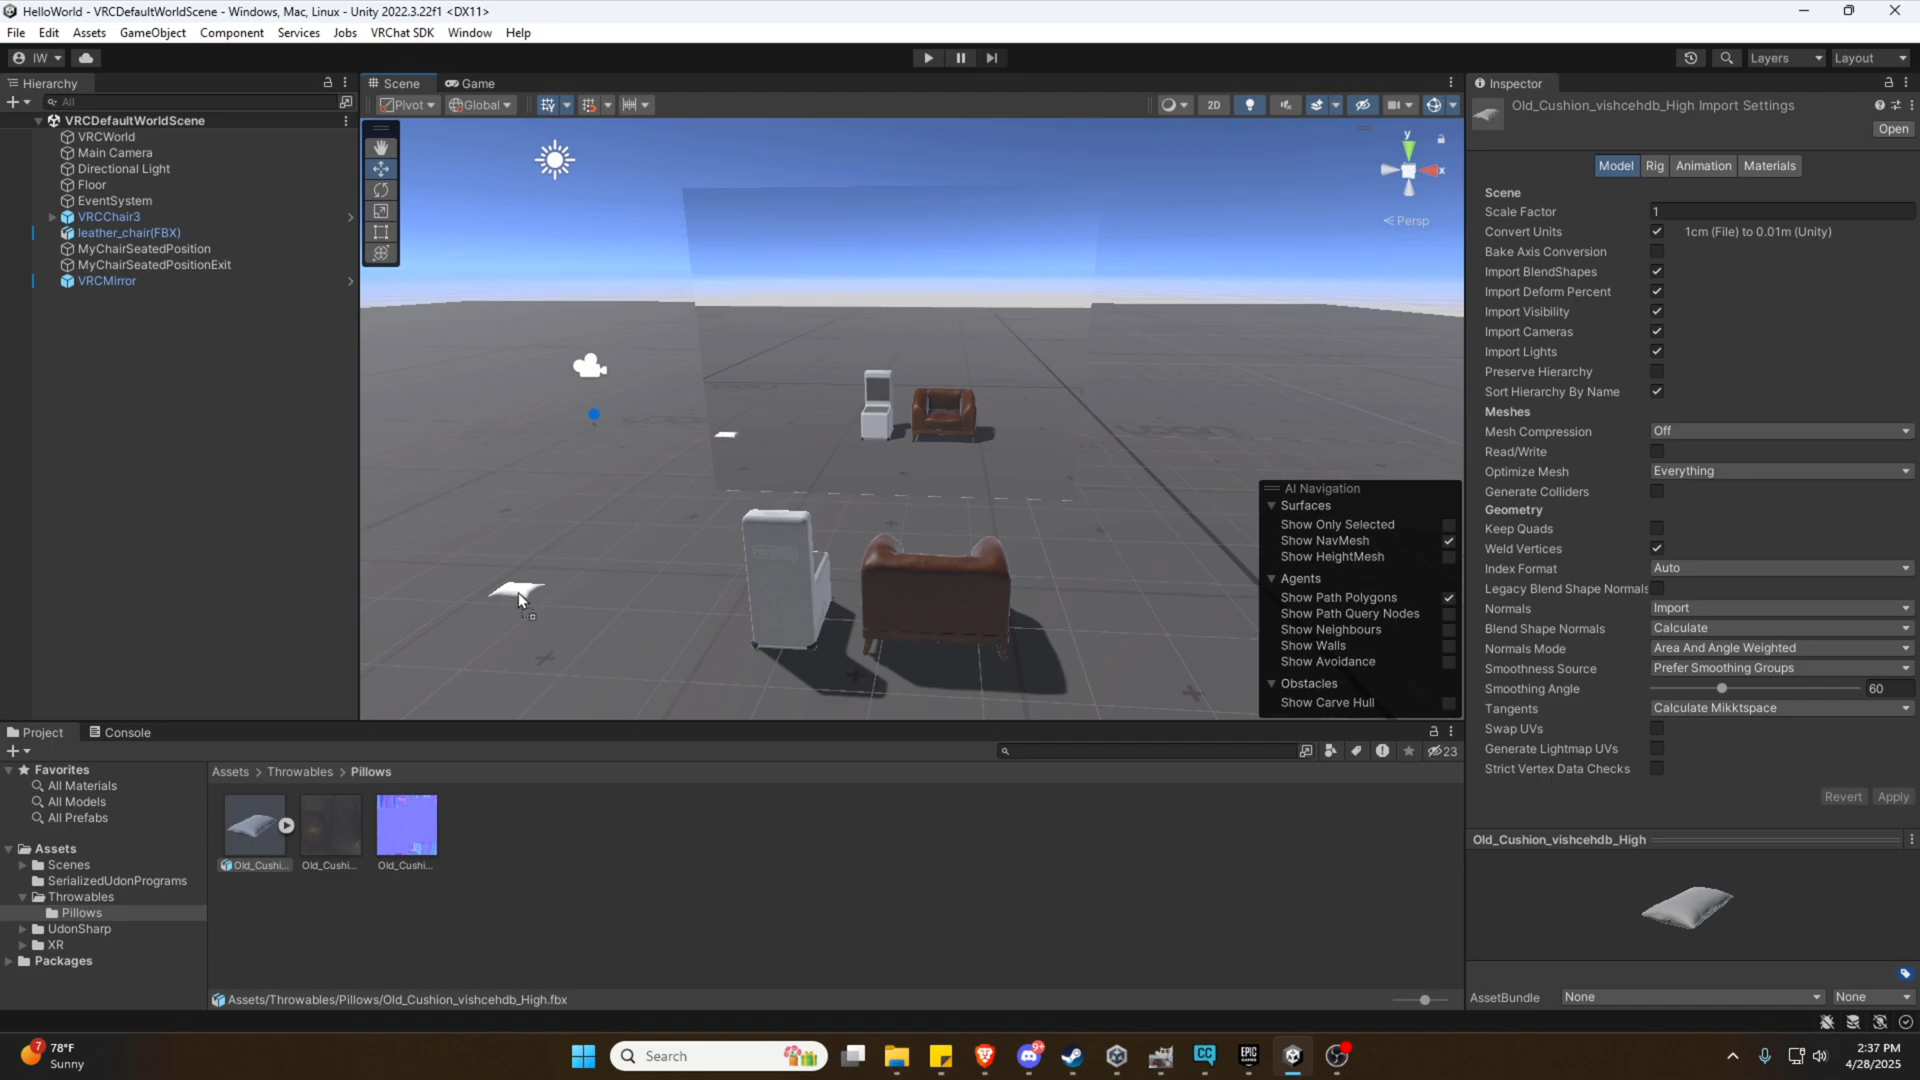 HelloWorld - VRCDefaultWorldScene - Windows, Mac, Linux - Unity 2022.3.22f1 <DX11>
File Edit Assets GameObject Component Services Jobs VRChat SDK Window Help
IW
Layers
Layout
Hierarchy
All
VRCDefaultWorldScene
VRCWorld
Main Camera
Directional Light
Floor
EventSystem
VRCChair3
leather_chair(FBX)
MyChairSeatedPosition
MyChairSeatedPositionExit
VRCMirror
Scene
Game
Pivot
Global
2D
y
x
Persp
AI Navigation
Surfaces
Show Only Selected
Show NavMesh
Show HeightMesh
Agents
Show Path Polygons
Show Path Query Nodes
Show Neighbours
Show Walls
Show Avoidance
Obstacles
Show Carve Hull
Inspector
Old_Cushion_vishcehdb_High Import Settings
Open
Model Rig Animation Materials
Scene
Scale Factor 1
Convert Units 1cm (File) to 0.01m (Unity)
Bake Axis Conversion
Import BlendShapes
Import Deform Percent
Import Visibility
Import Cameras
Import Lights
Preserve Hierarchy
Sort Hierarchy By Name
Meshes
Mesh Compression Off
Read/Write
Optimize Mesh Everything
Generate Colliders
Geometry
Keep Quads
Weld Vertices
Index Format Auto
Legacy Blend Shape Normals
Normals Import
Blend Shape Normals Calculate
Normals Mode Area And Angle Weighted
Smoothness Source Prefer Smoothing Groups
Smoothing Angle 60
Tangents Calculate Mikktspace
Swap UVs
Generate Lightmap UVs
Strict Vertex Data Checks
Revert Apply
Old_Cushion_vishcehdb_High
AssetBundle None None
Project
Console
23
Favorites
All Materials
All Models
All Prefabs
Assets
Scenes
SerializedUdonPrograms
Throwables
Pillows
UdonSharp
XR
Packages
Assets > Throwables > Pillows
Old_Cushi... Old_Cushi... Old_Cushi...
Assets/Throwables/Pillows/Old_Cushion_vishcehdb_High.fbx
7
78°F
Sunny
Search
9+
CC
EPIC GAMES
2:37 PM
4/28/2025